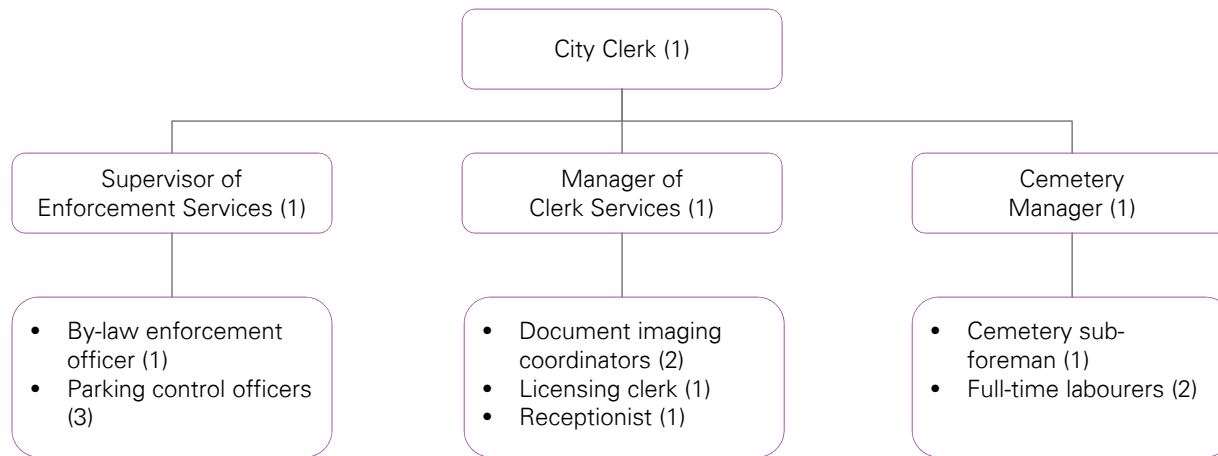 City Clerk (1)
Supervisor of
Enforcement Services (1)
Manager of
Clerk Services (1)
Cemetery
Manager (1)
• By-law enforcement
officer (1)
• Parking control officers
(3)
• Document imaging
coordinators (2)
• Licensing clerk (1)
• Receptionist (1)
• Cemetery sub-
foreman (1)
• Full-time labourers (2)